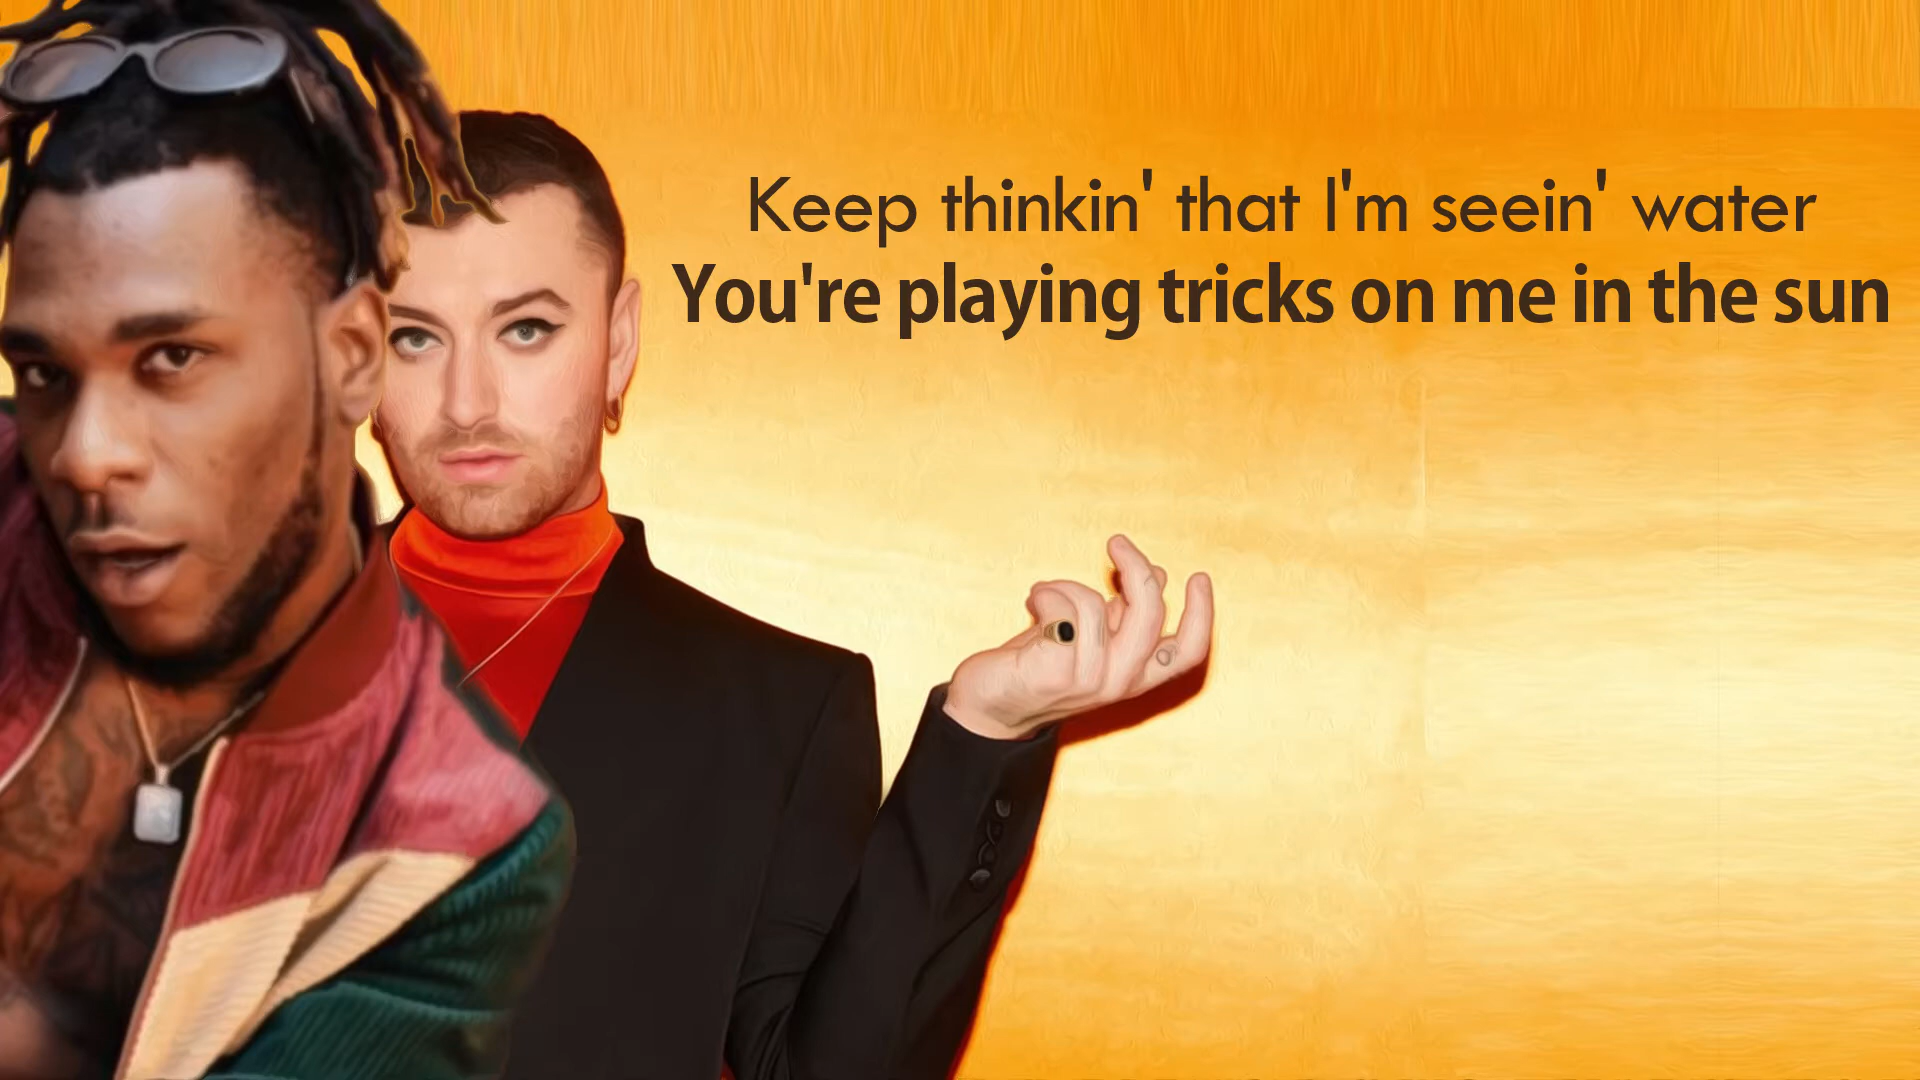 Keep thinkin' that I'm seein' water
You're playing tricks on me in the sun